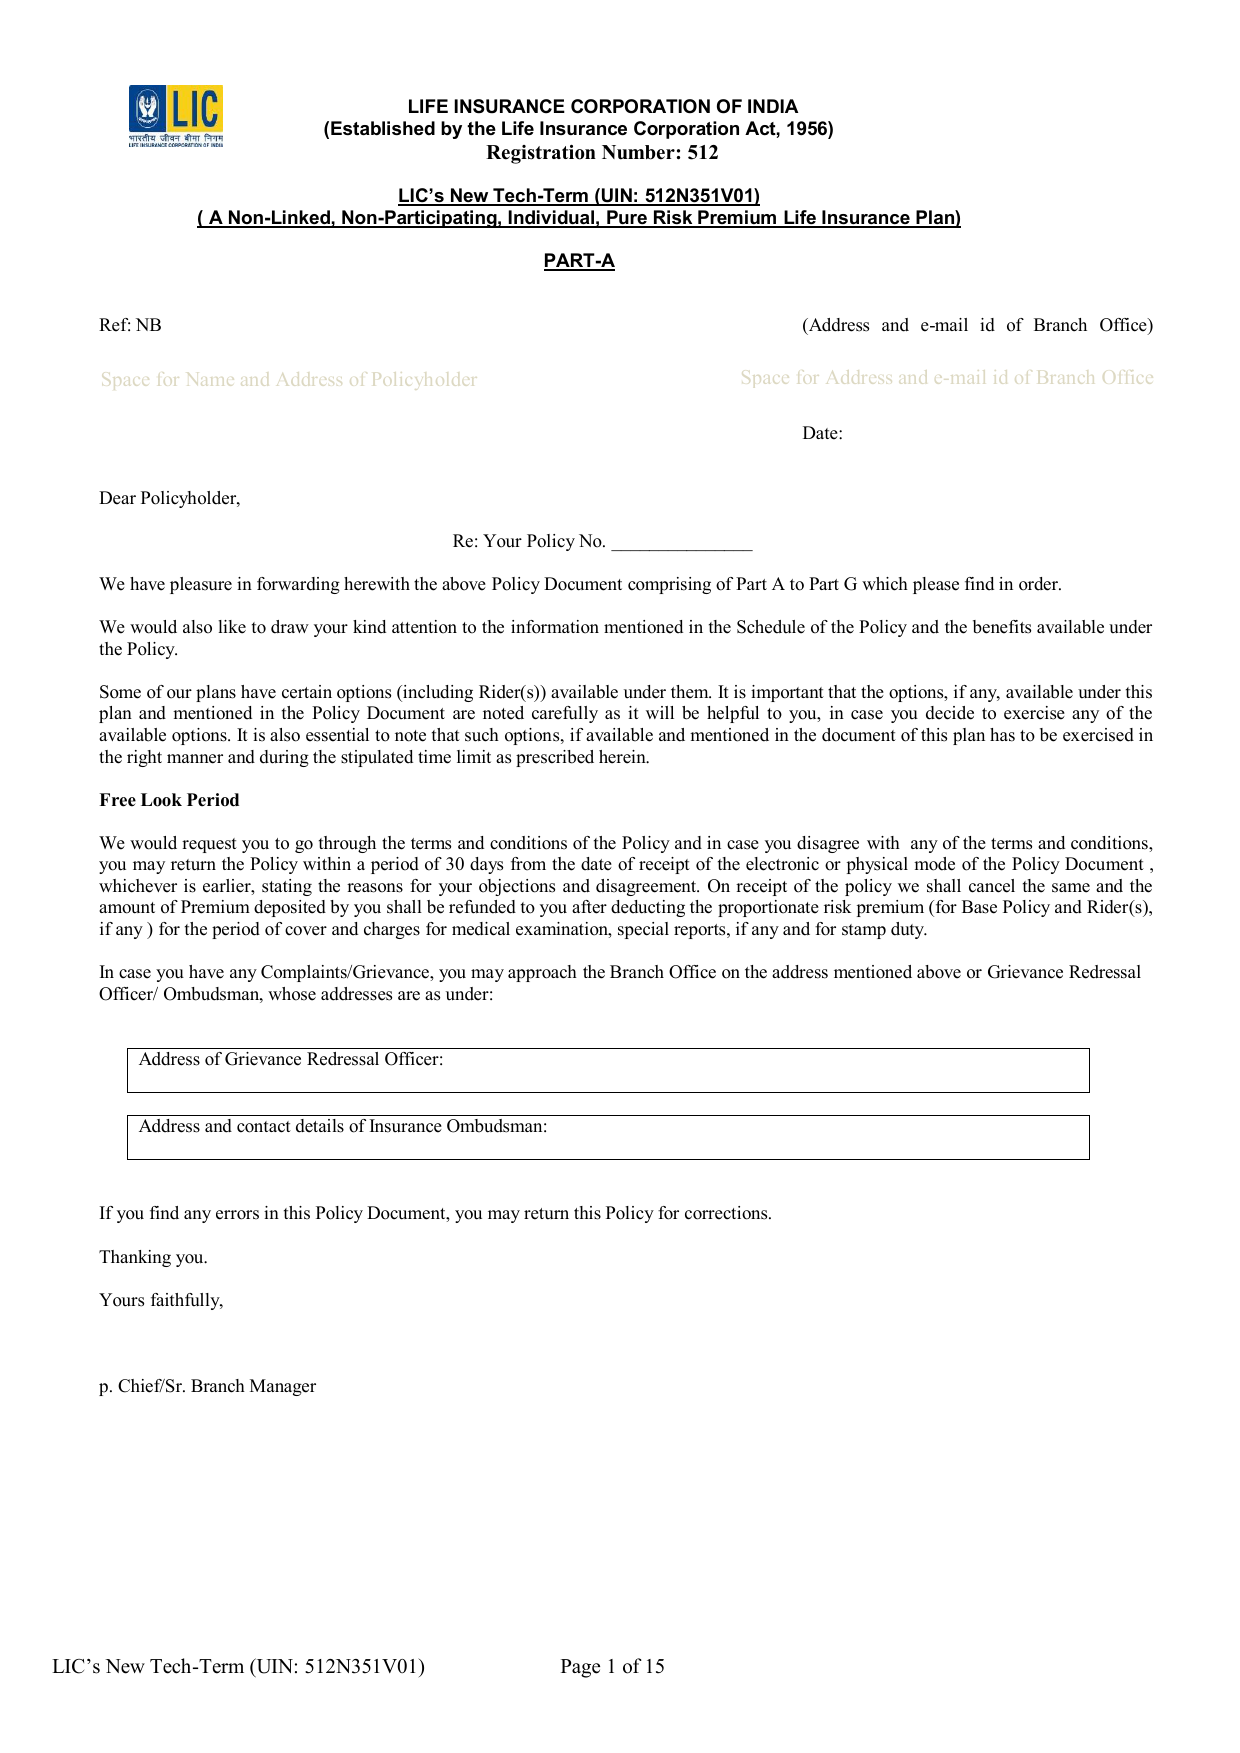 LIC
भारतीय जीवन बीमा निगम
LIFE INSURANCE CORPORATION OF INDIA
LIFE INSURANCE CORPORATION OF INDIA
(Established by the Life Insurance Corporation Act, 1956)
Registration Number: 512
LIC’s New Tech-Term (UIN: 512N351V01)
( A Non-Linked, Non-Participating, Individual, Pure Risk Premium Life Insurance Plan)
PART-A
Ref: NB (Address and e-mail id of Branch Office)
Space for Name and Address of Policyholder Space for Address and e-mail id of Branch Office
Date:
Dear Policyholder,
Re: Your Policy No. _______________
We have pleasure in forwarding herewith the above Policy Document comprising of Part A to Part G which please find in order.
We would also like to draw your kind attention to the information mentioned in the Schedule of the Policy and the benefits available under
the Policy.
Some of our plans have certain options (including Rider(s)) available under them. It is important that the options, if any, available under this
plan and mentioned in the Policy Document are noted carefully as it will be helpful to you, in case you decide to exercise any of the
available options. It is also essential to note that such options, if available and mentioned in the document of this plan has to be exercised in
the right manner and during the stipulated time limit as prescribed herein.
Free Look Period
We would request you to go through the terms and conditions of the Policy and in case you disagree with any of the terms and conditions,
you may return the Policy within a period of 30 days from the date of receipt of the electronic or physical mode of the Policy Document ,
whichever is earlier, stating the reasons for your objections and disagreement. On receipt of the policy we shall cancel the same and the
amount of Premium deposited by you shall be refunded to you after deducting the proportionate risk premium (for Base Policy and Rider(s),
if any ) for the period of cover and charges for medical examination, special reports, if any and for stamp duty.
In case you have any Complaints/Grievance, you may approach the Branch Office on the address mentioned above or Grievance Redressal
Officer/ Ombudsman, whose addresses are as under:
Address of Grievance Redressal Officer:
Address and contact details of Insurance Ombudsman:
If you find any errors in this Policy Document, you may return this Policy for corrections.
Thanking you.
Yours faithfully,
p. Chief/Sr. Branch Manager
LIC’s New Tech-Term (UIN: 512N351V01) Page 1 of 15